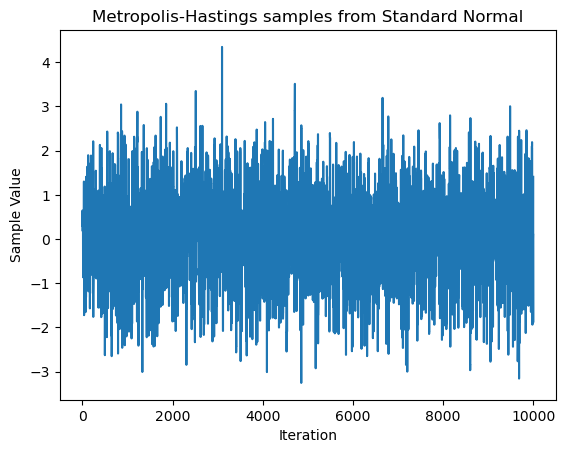 Metropolis-Hastings samples from Standard Normal
4
3
2
1
0
−1
−2
−3
Sample Value
0 2000 4000 6000 8000 10000
Iteration